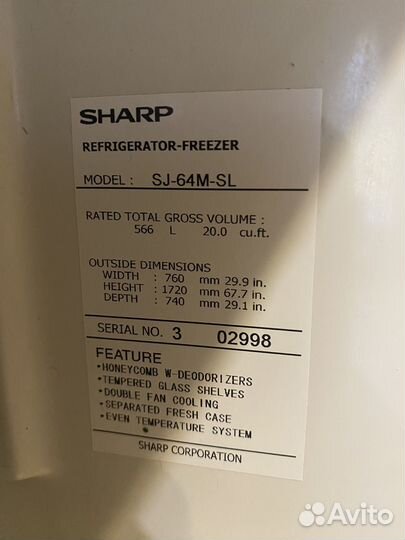 SHARP
REFRIGERATOR-FREEZER
MODEL : SJ-64M-SL
RATED TOTAL GROSS VOLUME :
566 L 20.0 cu.ft.
OUTSIDE DIMENSIONS
WIDTH : 760 mm 29.9 in.
HEIGHT : 1720 mm 67.7 in.
DEPTH : 740 mm 29.1 in.
SERIAL NO. 3 02998
FEATURE
•HONEYCOMB W-DEODORIZERS
•TEMPERED GLASS SHELVES
•DOUBLE FAN COOLING
•SEPARATED FRESH CASE
•EVEN TEMPERATURE SYSTEM
SHARP CORPORATION
Avito